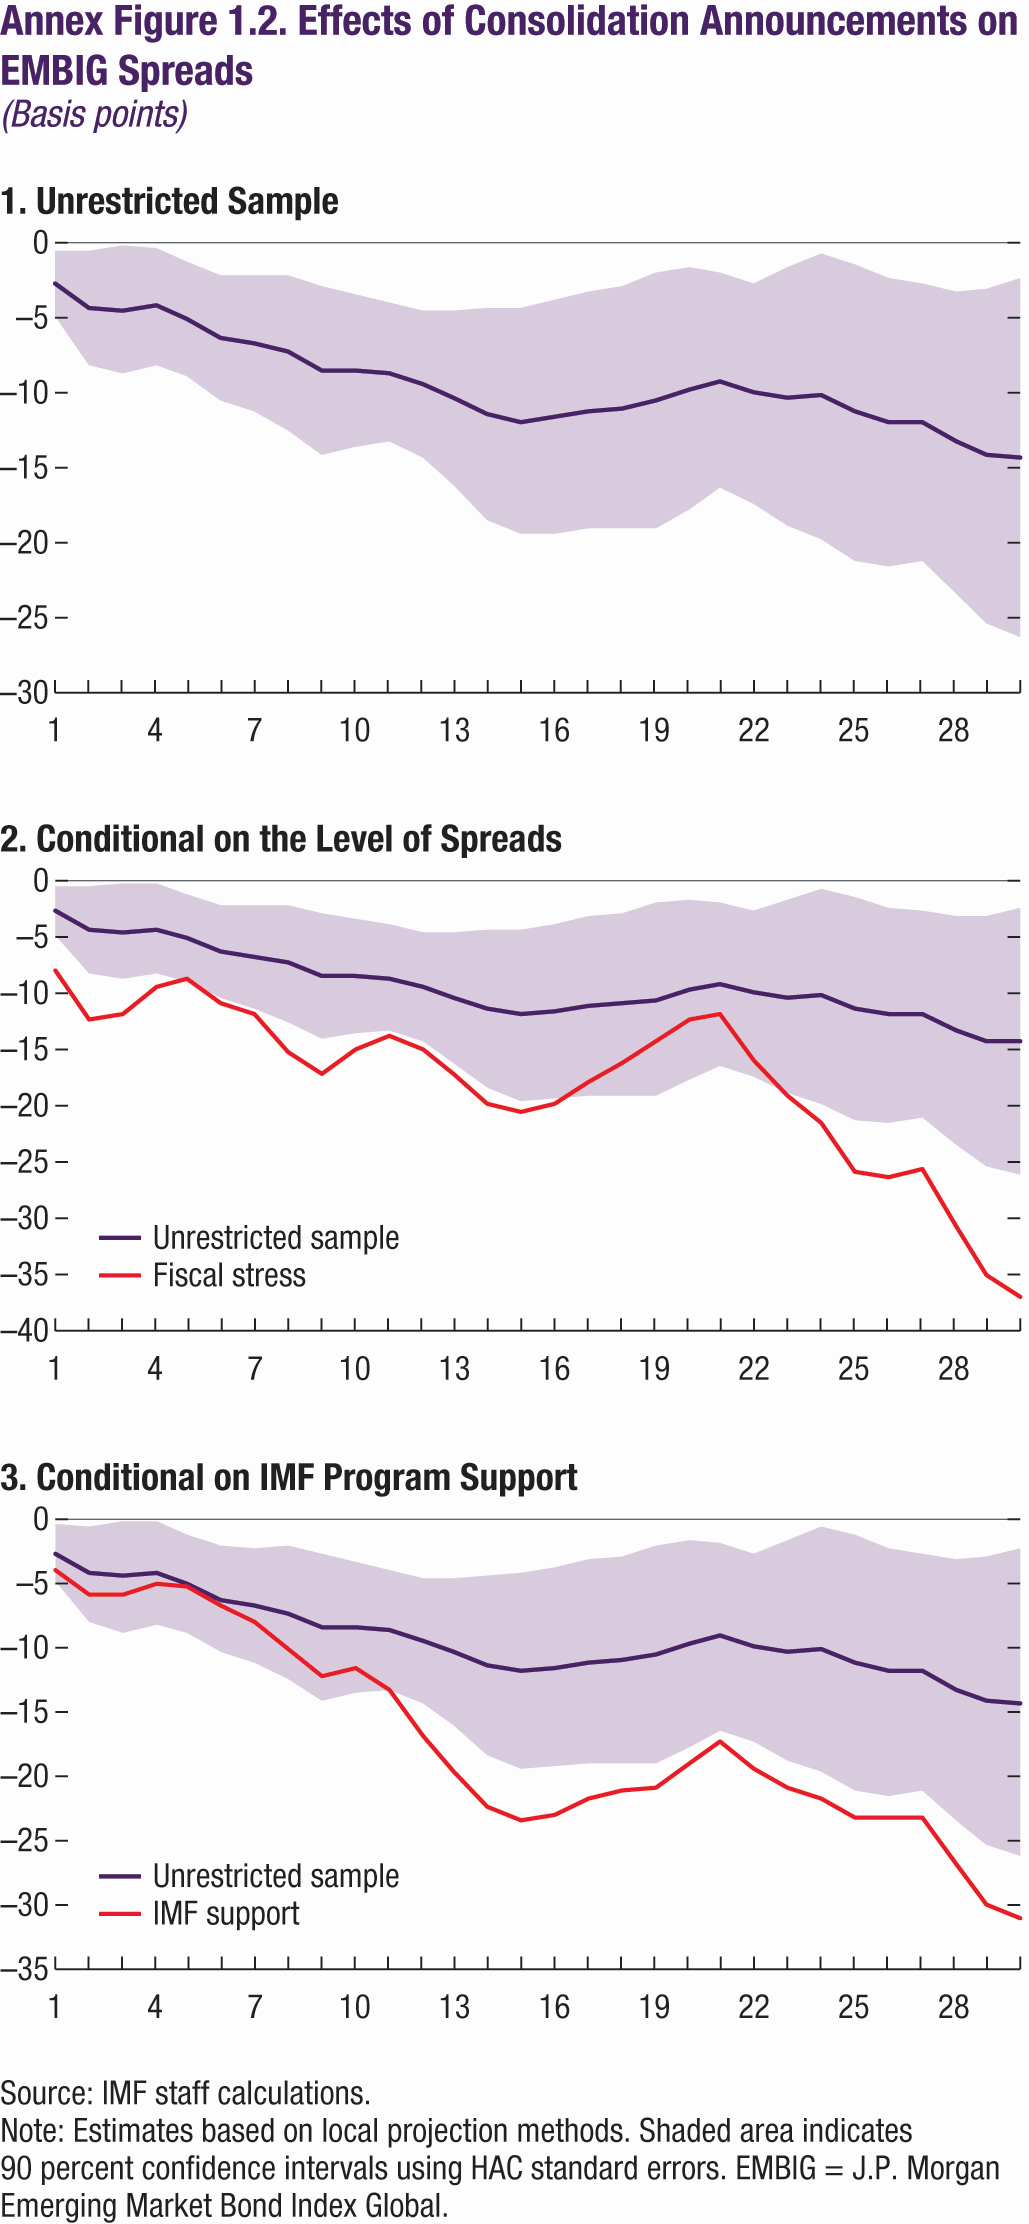 Annex Figure 1.2. Effects of Consolidation Announcements on
EMBIG Spreads
(Basis points)
1. Unrestricted Sample
0
–5
–10
–15
–20
–25
–30
1 4 7 10 13 16 19 22 25 28
2. Conditional on the Level of Spreads
0
–5
–10
–15
–20
–25
–30
–35
–40
Unrestricted sample
Fiscal stress
1 4 7 10 13 16 19 22 25 28
3. Conditional on IMF Program Support
0
–5
–10
–15
–20
–25
–30
–35
Unrestricted sample
IMF support
1 4 7 10 13 16 19 22 25 28
Source: IMF staff calculations.
Note: Estimates based on local projection methods. Shaded area indicates
90 percent confidence intervals using HAC standard errors. EMBIG = J.P. Morgan
Emerging Market Bond Index Global.